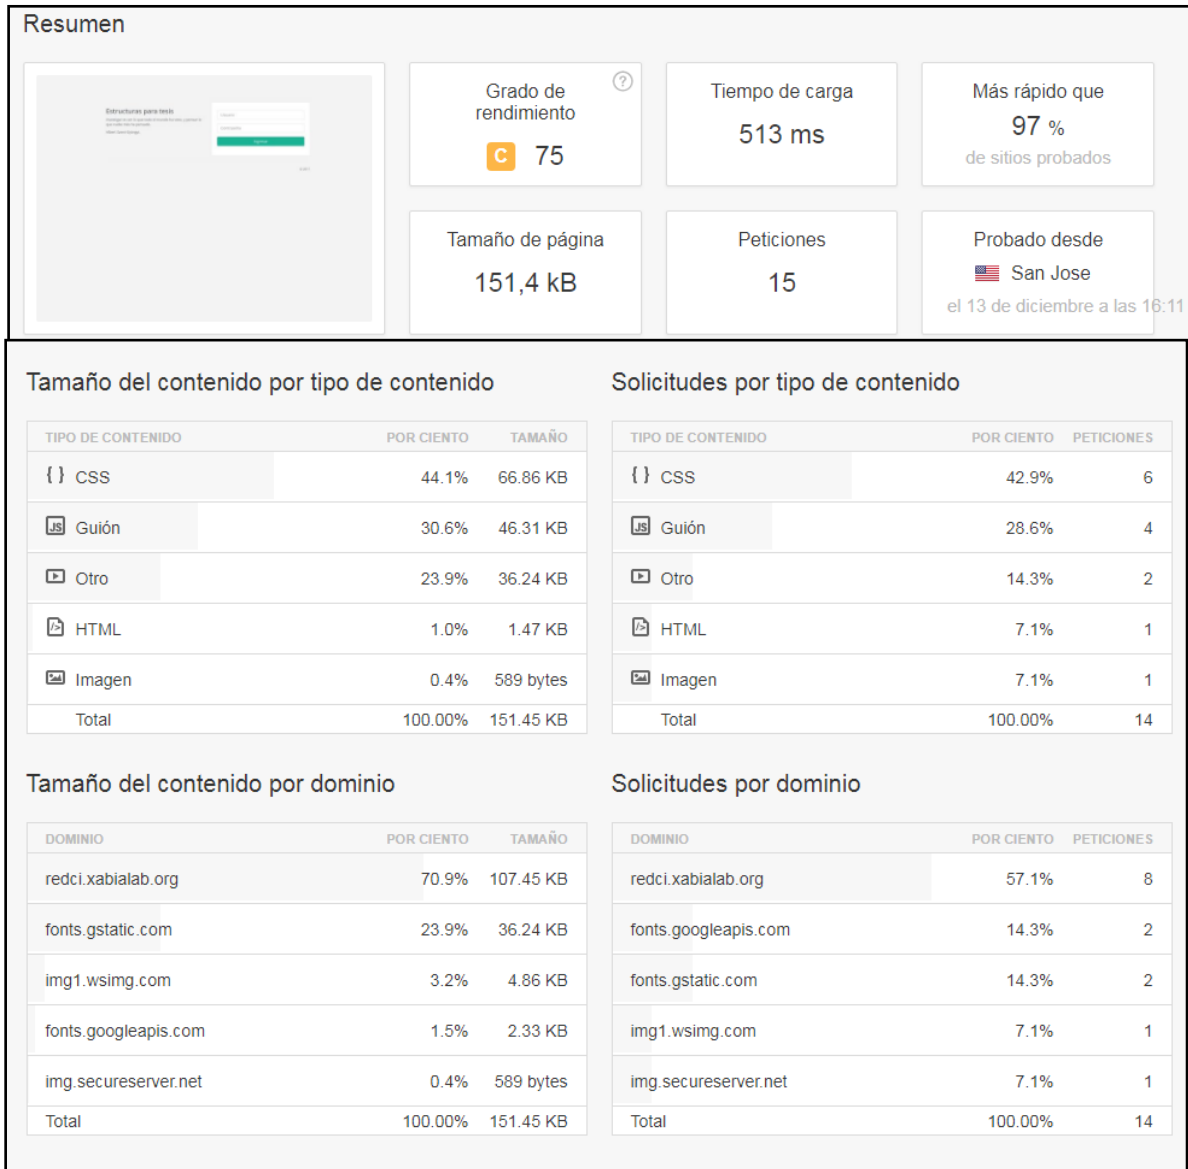 Resumen
Estructuras para tesis
Grado de rendimiento
?
C 75
Tiempo de carga
513 ms
Más rápido que
97 %
de sitios probados
Tamaño de página
151,4 kB
Peticiones
15
Probado desde
San Jose
el 13 de diciembre a las 16:11
Tamaño del contenido por tipo de contenido
TIPO DE CONTENIDO POR CIENTO TAMAÑO
{ } CSS 44.1% 66.86 KB
JS Guión 30.6% 46.31 KB
Otro 23.9% 36.24 KB
HTML 1.0% 1.47 KB
Imagen 0.4% 589 bytes
Total 100.00% 151.45 KB
Solicitudes por tipo de contenido
TIPO DE CONTENIDO POR CIENTO PETICIONES
{ } CSS 42.9% 6
JS Guión 28.6% 4
Otro 14.3% 2
HTML 7.1% 1
Imagen 7.1% 1
Total 100.00% 14
Tamaño del contenido por dominio
DOMINIO POR CIENTO TAMAÑO
redci.xabialab.org 70.9% 107.45 KB
fonts.gstatic.com 23.9% 36.24 KB
img1.wsimg.com 3.2% 4.86 KB
fonts.googleapis.com 1.5% 2.33 KB
img.secureserver.net 0.4% 589 bytes
Total 100.00% 151.45 KB
Solicitudes por dominio
DOMINIO POR CIENTO PETICIONES
redci.xabialab.org 57.1% 8
fonts.googleapis.com 14.3% 2
fonts.gstatic.com 14.3% 2
img1.wsimg.com 7.1% 1
img.secureserver.net 7.1% 1
Total 100.00% 14